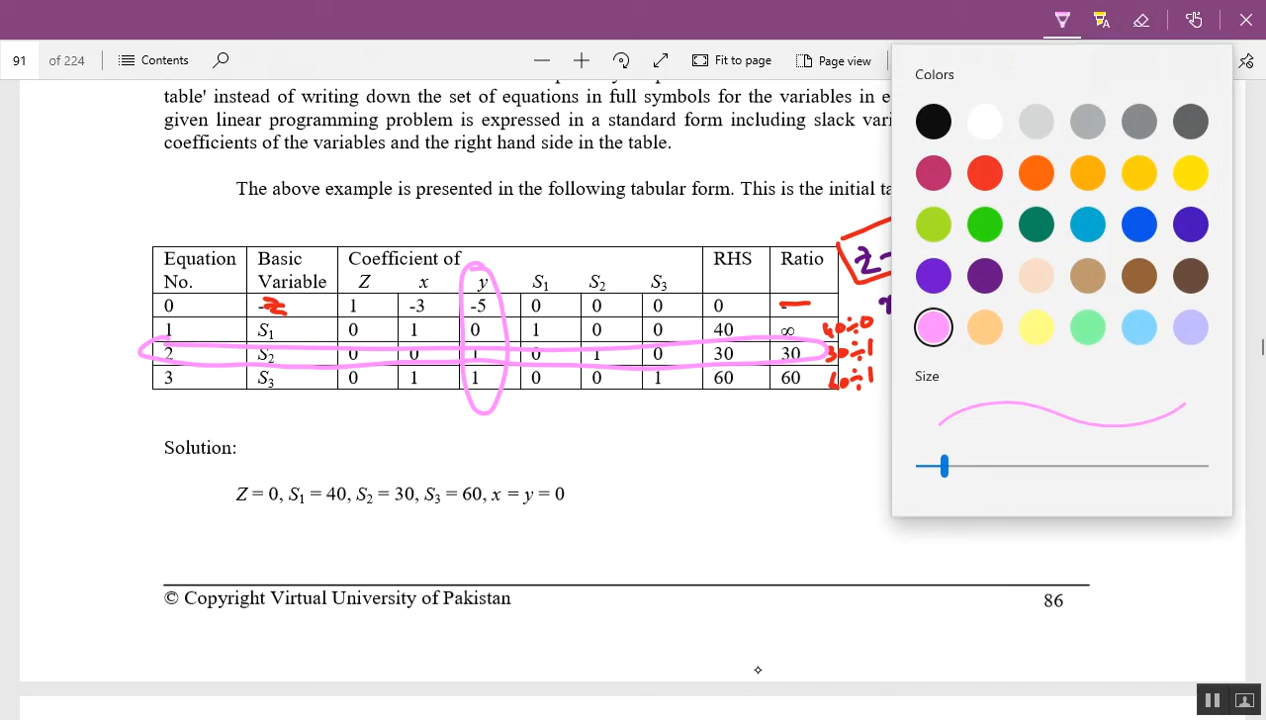 91 of 224 Contents Fit to page Page view
Colors
table' instead of writing down the set of equations in full symbols for the variables in e
given linear programming problem is expressed in a standard form including slack vari
coefficients of the variables and the right hand side in the table.
The above example is presented in the following tabular form. This is the initial ta
Equation Basic Coefficient of RHS Ratio
No. Variable Z x y S1 S2 S3
0 -z 1 -3 -5 0 0 0 0 -
1 S1 0 1 0 1 0 0 40 ∞ 40÷0
2 S2 0 0 1 0 1 0 30 30 30÷1
3 S3 0 1 1 0 0 1 60 60 60÷1
Size
Solution:
Z = 0, S1 = 40, S2 = 30, S3 = 60, x = y = 0
© Copyright Virtual University of Pakistan 86